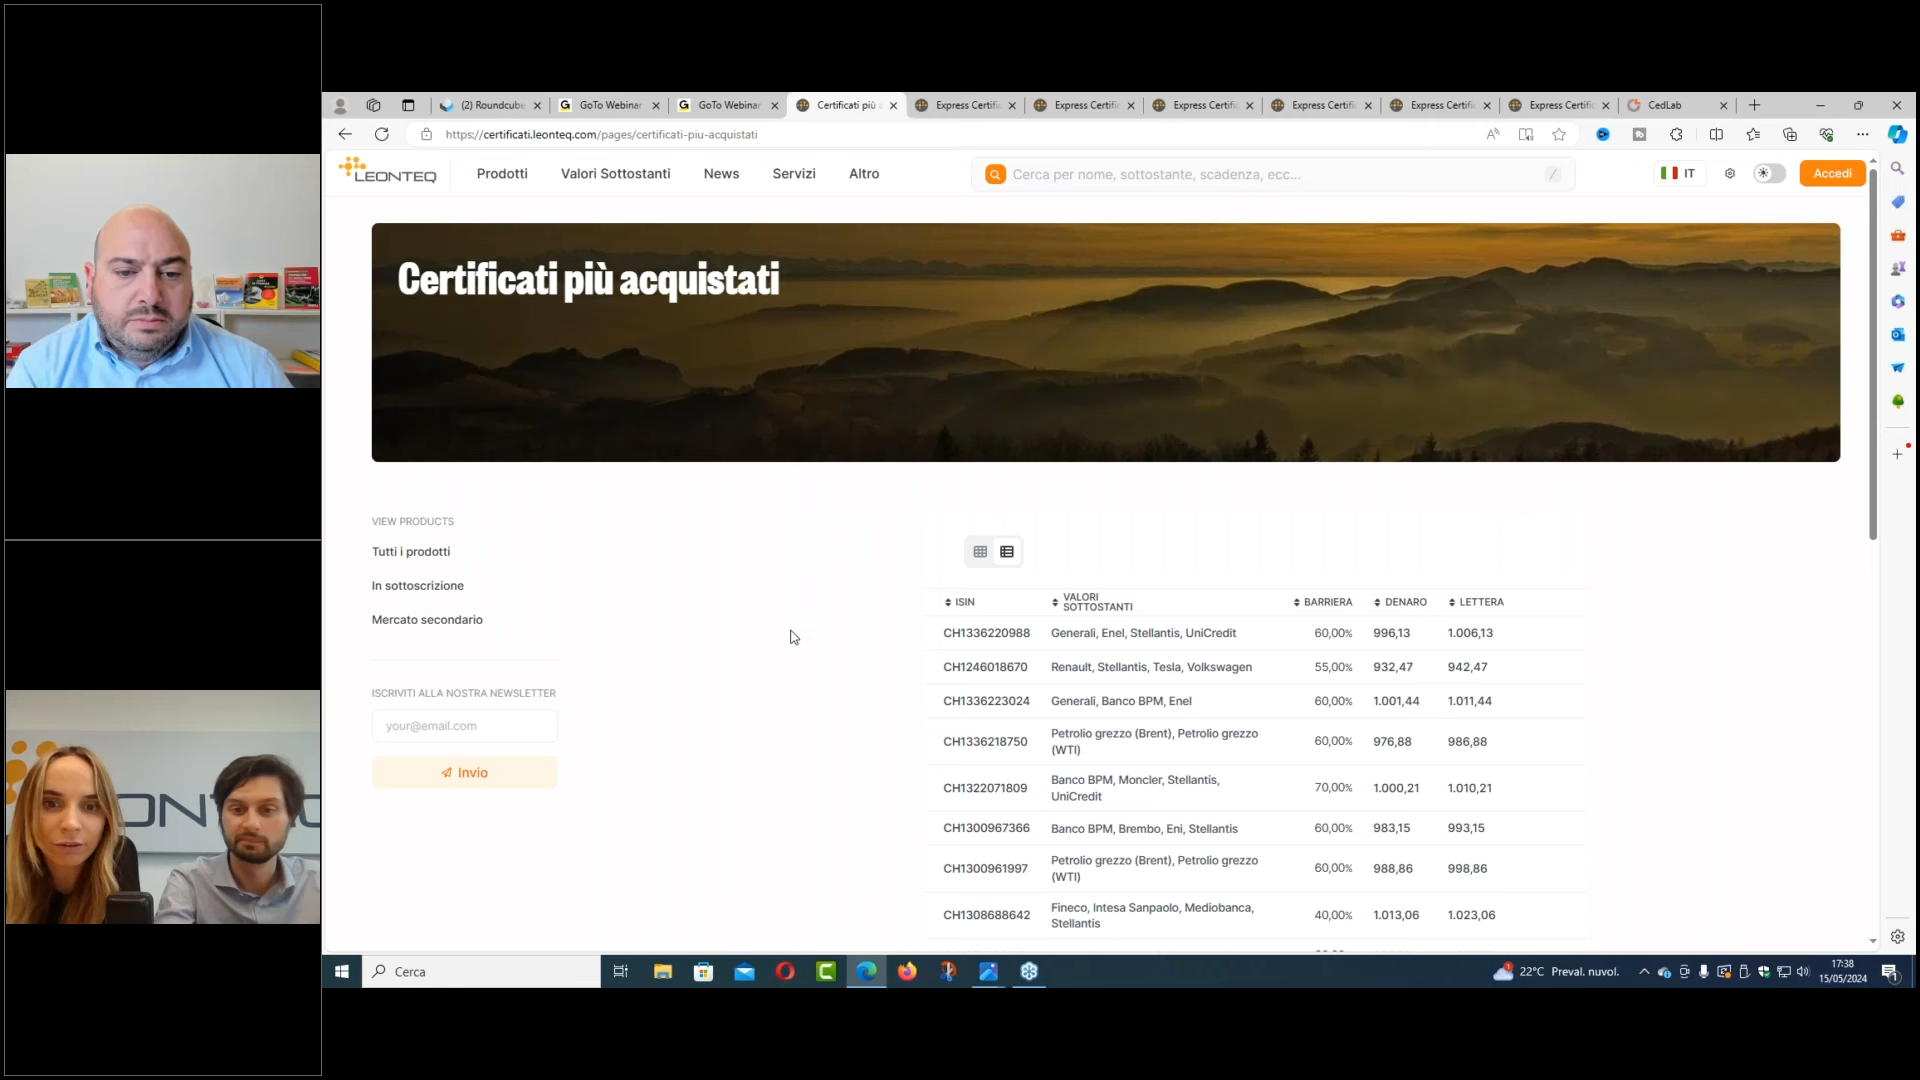 (2) Roundcube
GoTo Webinar
GoTo Webinar
Certificati più a
Express Certific
Express Certific
Express Certific
Express Certific
Express Certific
Express Certific
CedLab
https://certificati.leonteq.com/pages/certificati-piu-acquistati
LEONTEQ
Prodotti
Valori Sottostanti
News
Servizi
Altro
Cerca per nome, sottostante, scadenza, ecc...
/
IT
Accedi
Certificati più acquistati
VIEW PRODUCTS
Tutti i prodotti
In sottoscrizione
Mercato secondario
ISCRIVITI ALLA NOSTRA NEWSLETTER
your@email.com
Invio
ISIN VALORI SOTTOSTANTI BARRIERA DENARO LETTERA
CH1336220988 Generali, Enel, Stellantis, UniCredit 60,00% 996,13 1.006,13
CH1246018670 Renault, Stellantis, Tesla, Volkswagen 55,00% 932,47 942,47
CH1336223024 Generali, Banco BPM, Enel 60,00% 1.001,44 1.011,44
CH1336218750 Petrolio grezzo (Brent), Petrolio grezzo (WTI) 60,00% 976,88 986,88
CH1322071809 Banco BPM, Moncler, Stellantis, UniCredit 70,00% 1.000,21 1.010,21
CH1300967366 Banco BPM, Brembo, Eni, Stellantis 60,00% 983,15 993,15
CH1300961997 Petrolio grezzo (Brent), Petrolio grezzo (WTI) 60,00% 988,86 998,86
CH1308688642 Fineco, Intesa Sanpaolo, Mediobanca, Stellantis 40,00% 1.013,06 1.023,06
Cerca
22°C Preval. nuvol.
17:38
15/05/2024